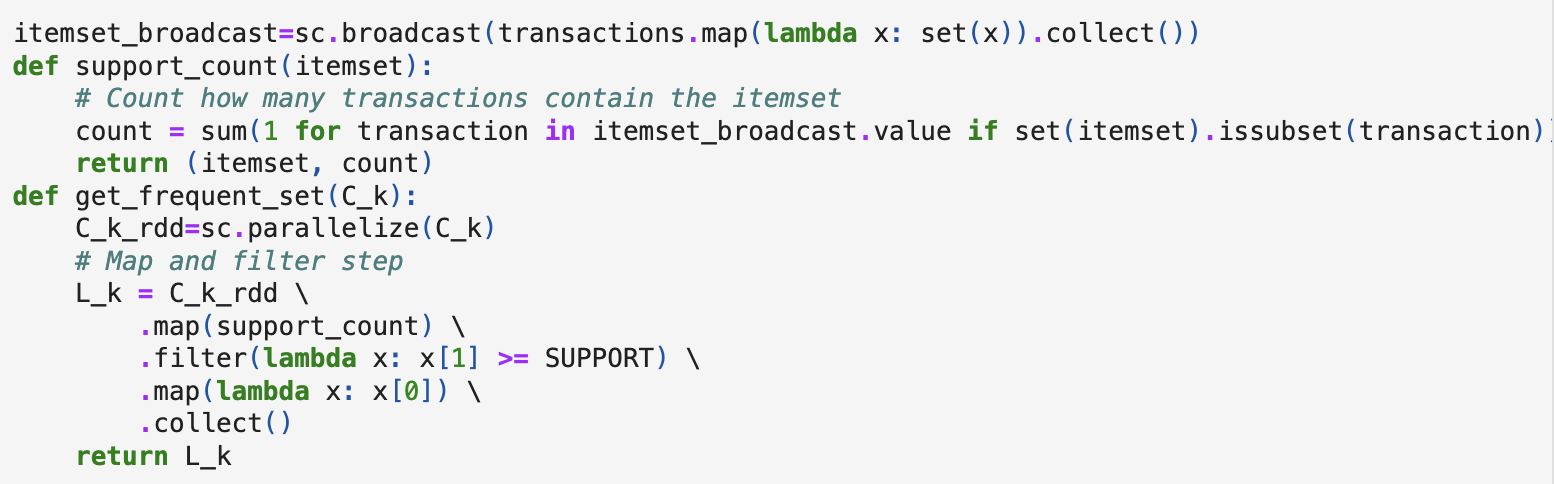 itemset_broadcast=sc.broadcast(transactions.map(lambda x: set(x)).collect())
def support_count(itemset):
    # Count how many transactions contain the itemset
    count = sum(1 for transaction in itemset_broadcast.value if set(itemset).issubset(transaction))
    return (itemset, count)
def get_frequent_set(C_k):
    C_k_rdd=sc.parallelize(C_k)
    # Map and filter step
    L_k = C_k_rdd \
        .map(support_count) \
        .filter(lambda x: x[1] >= SUPPORT) \
        .map(lambda x: x[0]) \
        .collect()
    return L_k